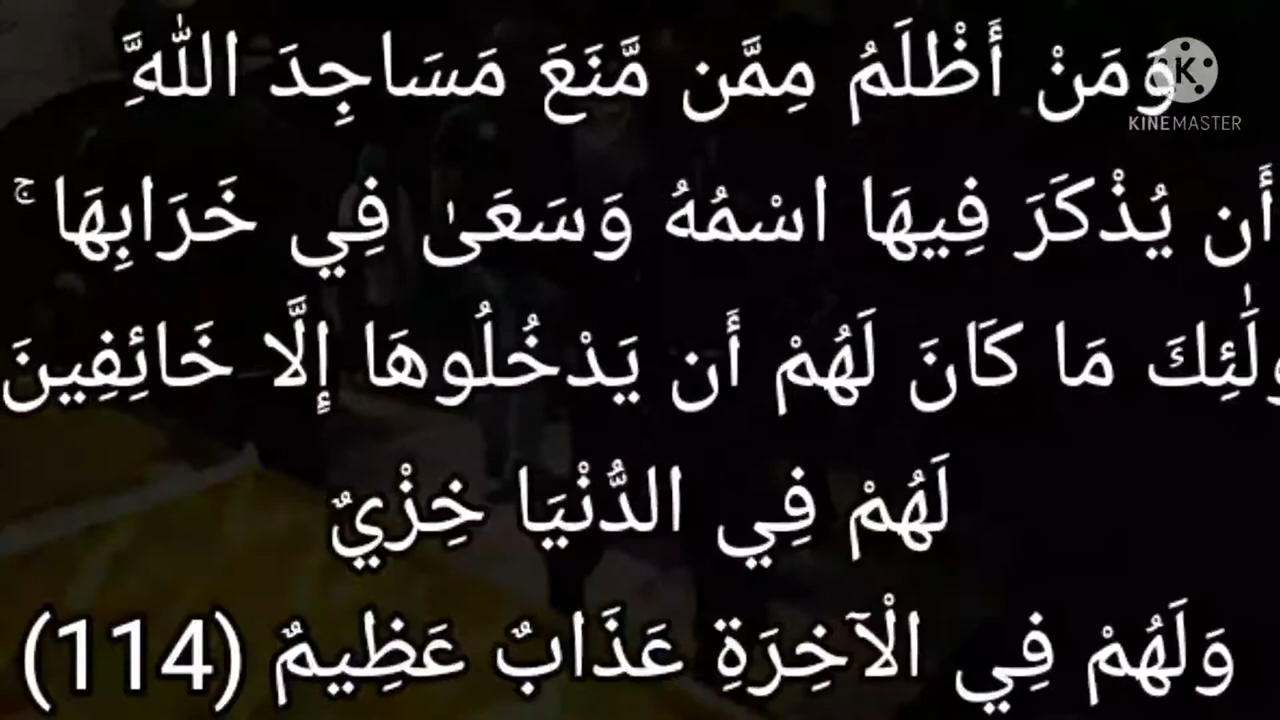 وَمَنْ أَظْلَمُ مِمَّن مَّنَعَ مَسَاجِدَ اللَّهِ
أَن يُذْكَرَ فِيهَا اسْمُهُ وَسَعَىٰ فِي خَرَابِهَا ۚ
ولَٰئِكَ مَا كَانَ لَهُمْ أَن يَدْخُلُوهَا إِلَّا خَائِفِينَ
لَهُمْ فِي الدُّنْيَا خِزْيٌ
وَلَهُمْ فِي الْآخِرَةِ عَذَابٌ عَظِيمٌ (114)
K
KINEMASTER